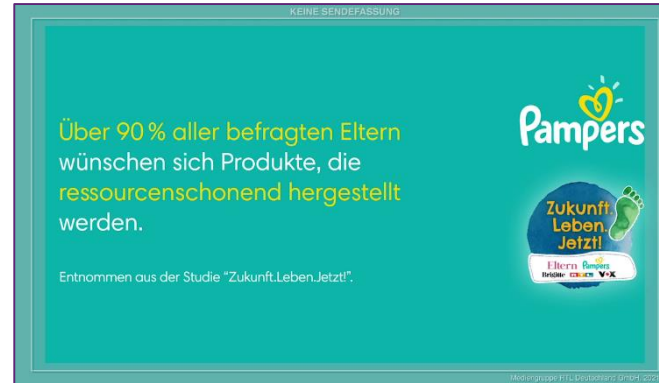 KEINE SENDEFASSUNG
Über 90 % aller befragten Eltern
wünschen sich Produkte, die
ressourcenschonend hergestellt
werden.
Entnommen aus der Studie "Zukunft.Leben.Jetzt!".
Pampers
Zukunft.
Leben.
Jetzt!
Eltern Pampers
Brigitte VOX
Mediengruppe RTL Deutschland GmbH, 2021